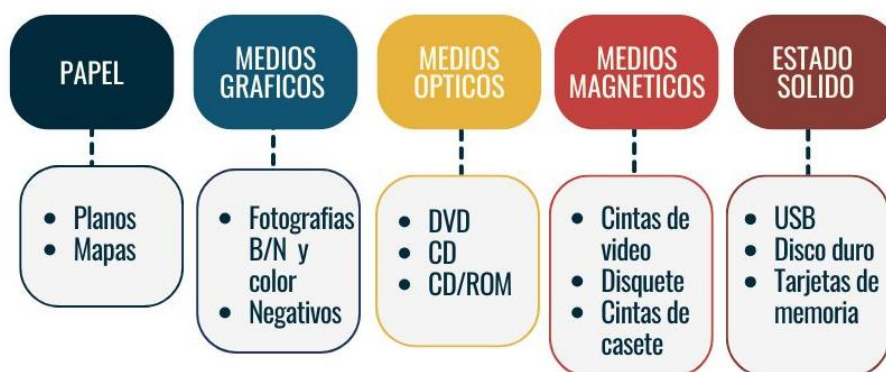 PAPEL
MEDIOS
GRAFICOS
MEDIOS
OPTICOS
MEDIOS
MAGNETICOS
ESTADO
SOLIDO
• Planos
• Mapas
• Fotografias
B/N y
color
• Negativos
• DVD
• CD
• CD/ROM
• Cintas de
video
• Disquete
• Cintas de
casete
• USB
• Disco duro
• Tarjetas de
memoria